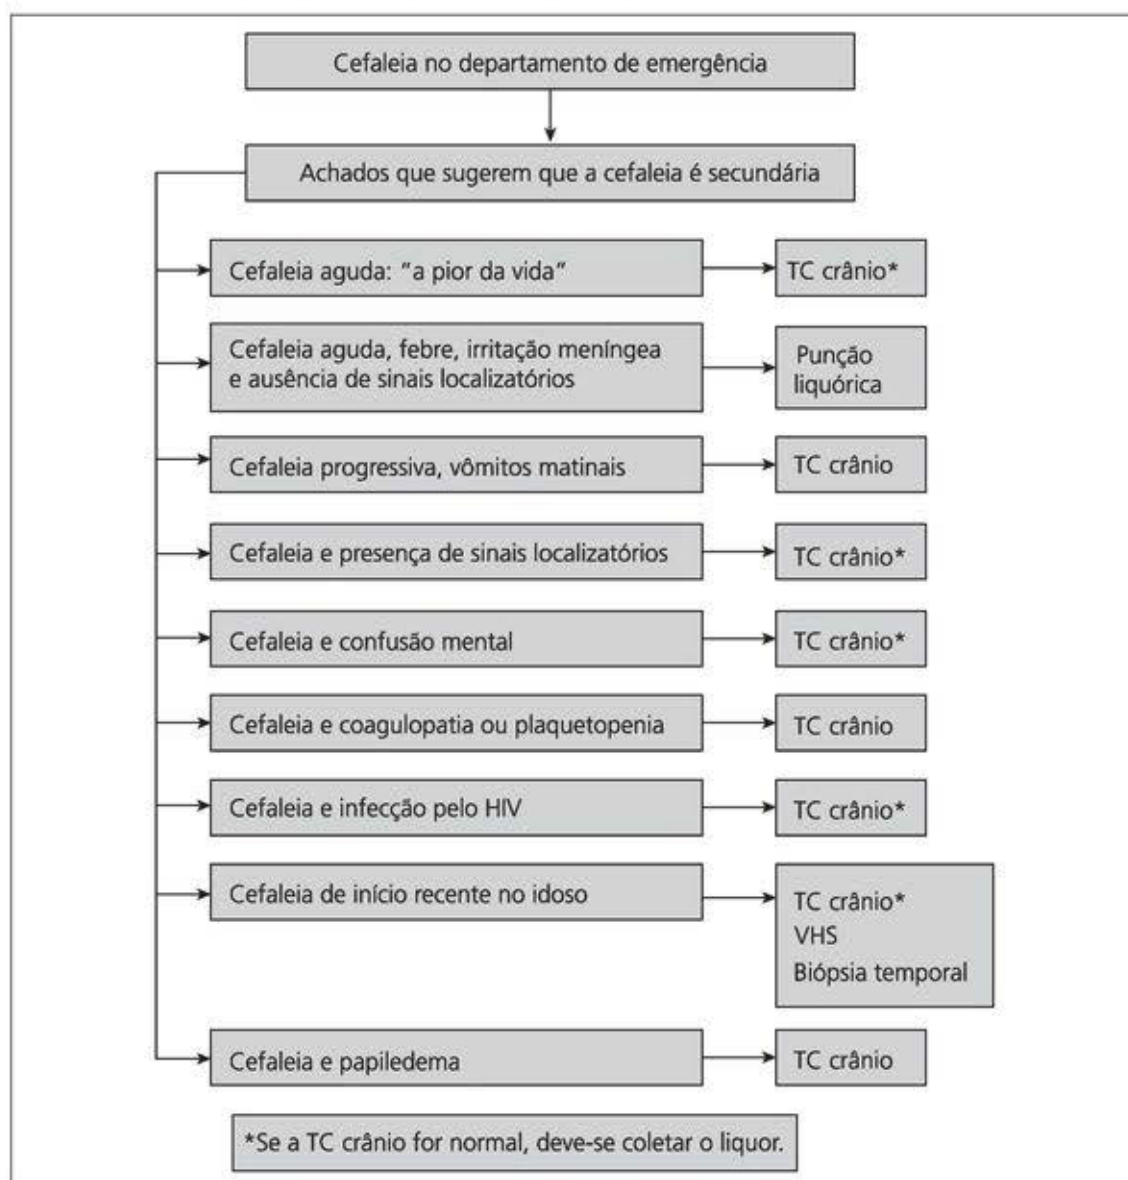 Cefaleia no departamento de emergência
Achados que sugerem que a cefaleia é secundária
Cefaleia aguda: “a pior da vida”
TC crânio*
Cefaleia aguda, febre, irritação meníngea
e ausência de sinais localizatórios
Punção
liquórica
Cefaleia progressiva, vômitos matinais
TC crânio
Cefaleia e presença de sinais localizatórios
TC crânio*
Cefaleia e confusão mental
TC crânio*
Cefaleia e coagulopatia ou plaquetopenia
TC crânio
Cefaleia e infecção pelo HIV
TC crânio*
Cefaleia de início recente no idoso
TC crânio*
VHS
Biópsia temporal
Cefaleia e papiledema
TC crânio
*Se a TC crânio for normal, deve-se coletar o liquor.